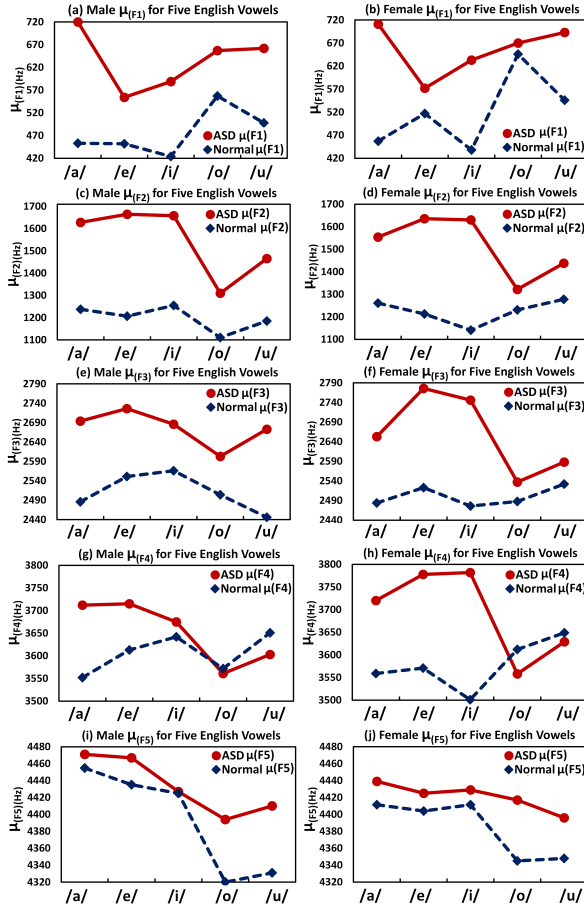 (a) Male μ(F1) for Five English Vowels
μ(F1)(Hz)
720
670
620
570
520
470
420
ASD μ(F1)
Normal μ(F1)
/a/ /e/ /i/ /o/ /u/
(b) Female μ(F1) for Five English Vowels
μ(F1)(Hz)
720
670
620
570
520
470
420
ASD μ(F1)
Normal μ(F1)
/a/ /e/ /i/ /o/ /u/
(c) Male μ(F2) for Five English Vowels
μ(F2)(Hz)
1700
1600
1500
1400
1300
1200
1100
ASD μ(F2)
Normal μ(F2)
/a/ /e/ /i/ /o/ /u/
(d) Female μ(F2) for Five English Vowels
μ(F2)(Hz)
1700
1600
1500
1400
1300
1200
1100
ASD μ(F2)
Normal μ(F2)
/a/ /e/ /i/ /o/ /u/
(e) Male μ(F3) for Five English Vowels
μ(F3)(Hz)
2790
2740
2690
2640
2590
2540
2490
2440
ASD μ(F3)
Normal μ(F3)
/a/ /e/ /i/ /o/ /u/
(f) Female μ(F3) for Five English Vowels
μ(F3)(Hz)
2790
2740
2690
2640
2590
2540
2490
2440
ASD μ(F3)
Normal μ(F3)
/a/ /e/ /i/ /o/ /u/
(g) Male μ(F4) for Five English Vowels
μ(F4)(Hz)
3800
3750
3700
3650
3600
3550
3500
ASD μ(F4)
Normal μ(F4)
/a/ /e/ /i/ /o/ /u/
(h) Female μ(F4) for Five English Vowels
μ(F4)(Hz)
3800
3750
3700
3650
3600
3550
3500
ASD μ(F4)
Normal μ(F4)
/a/ /e/ /i/ /o/ /u/
(i) Male μ(F5) for Five English Vowels
μ(F5)(Hz)
4480
4460
4440
4420
4400
4380
4360
4340
4320
ASD μ(F5)
Normal μ(F5)
/a/ /e/ /i/ /o/ /u/
(j) Female μ(F5) for Five English Vowels
μ(F5)(Hz)
4480
4460
4440
4420
4400
4380
4360
4340
4320
ASD μ(F5)
Normal μ(F5)
/a/ /e/ /i/ /o/ /u/